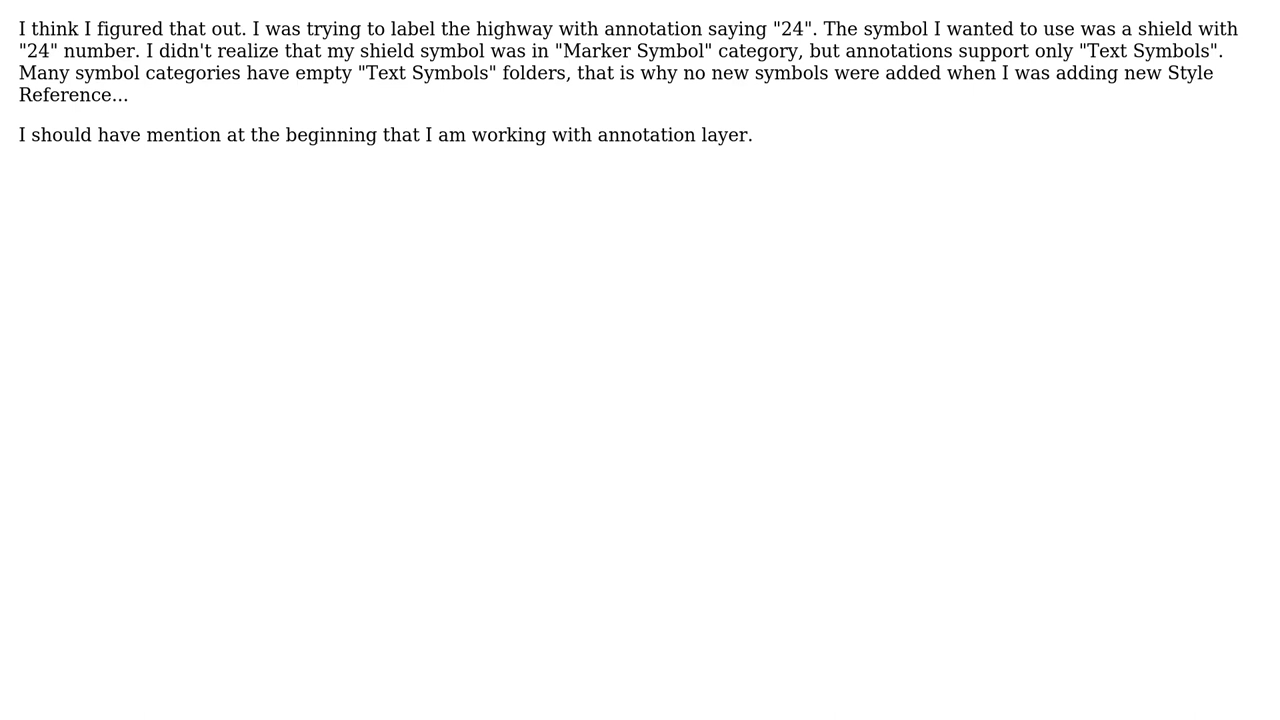 I think I figured that out. I was trying to label the highway with annotation saying "24". The symbol I wanted to use was a shield with
"24" number. I didn't realize that my shield symbol was in "Marker Symbol" category, but annotations support only "Text Symbols".
Many symbol categories have empty "Text Symbols" folders, that is why no new symbols were added when I was adding new Style
Reference...
I should have mention at the beginning that I am working with annotation layer.